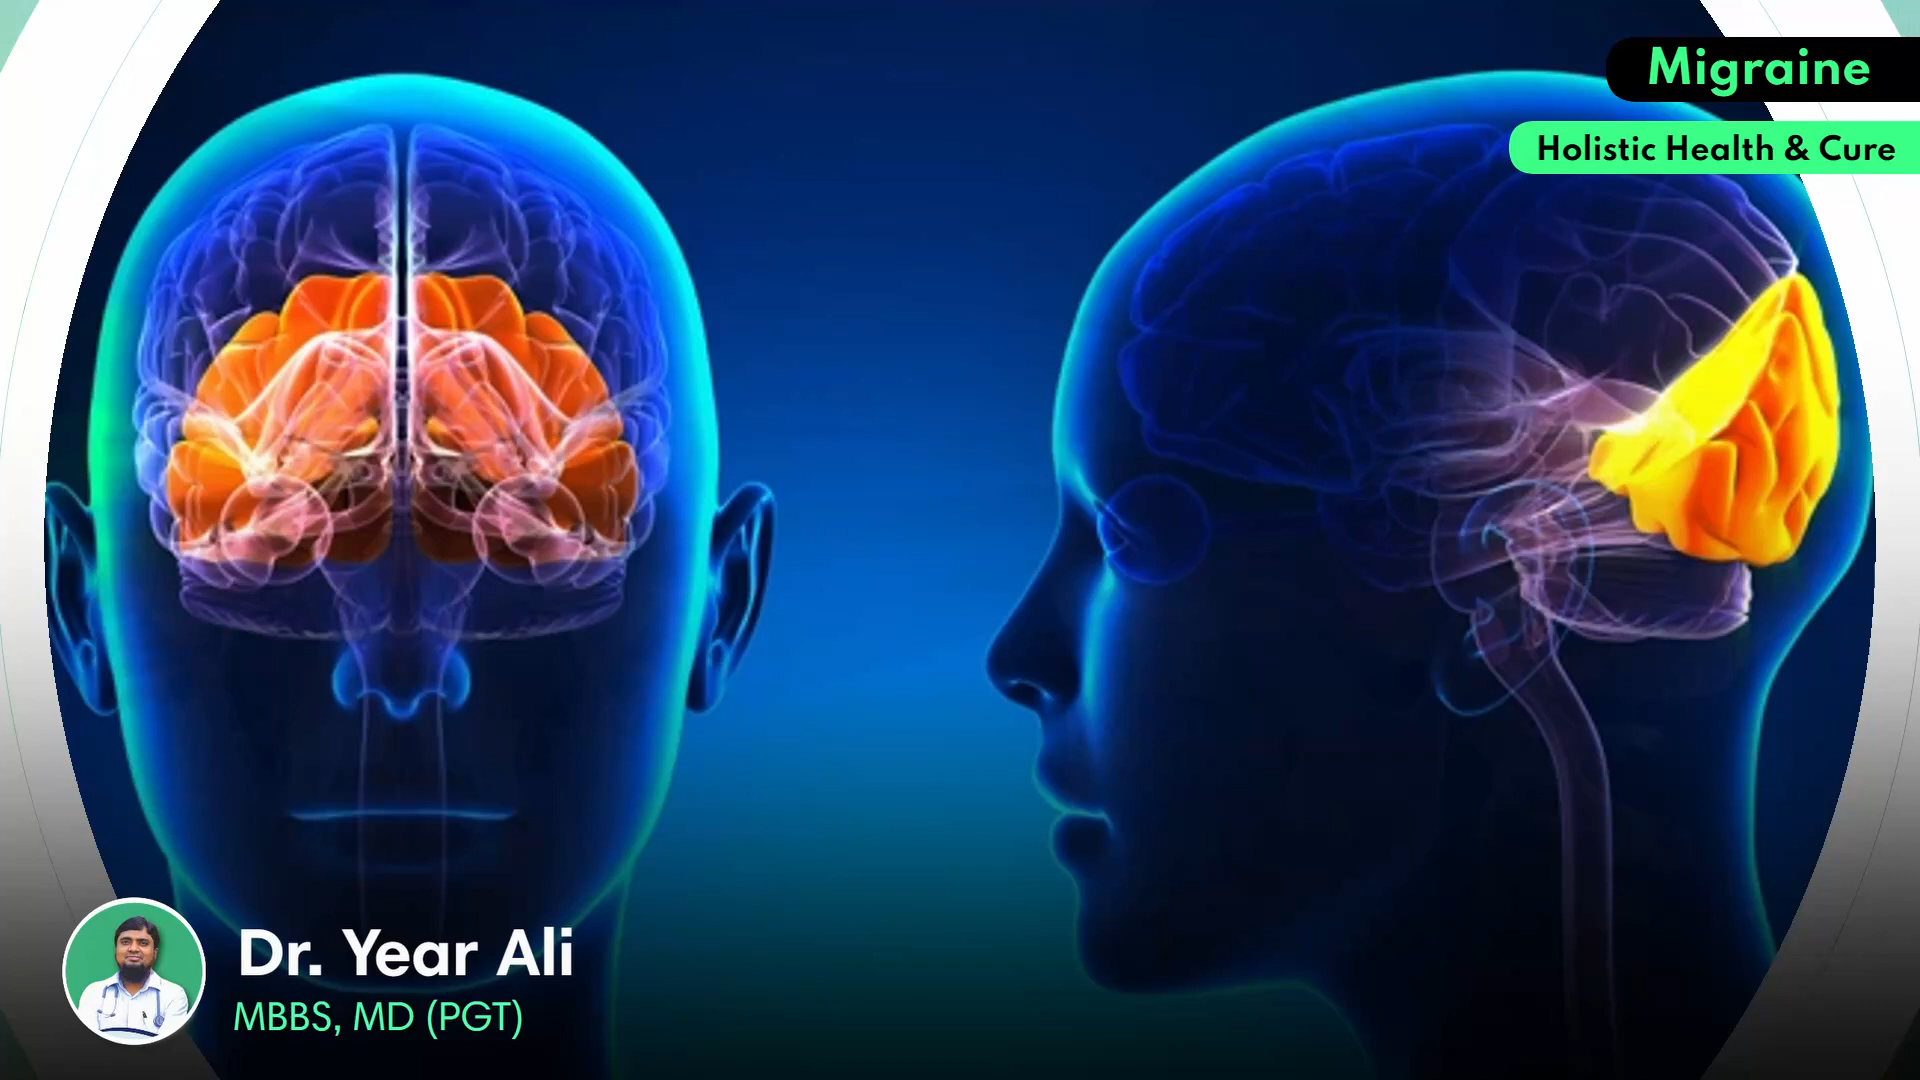 Migraine
Holistic Health & Cure
Dr. Year Ali
MBBS, MD (PGT)